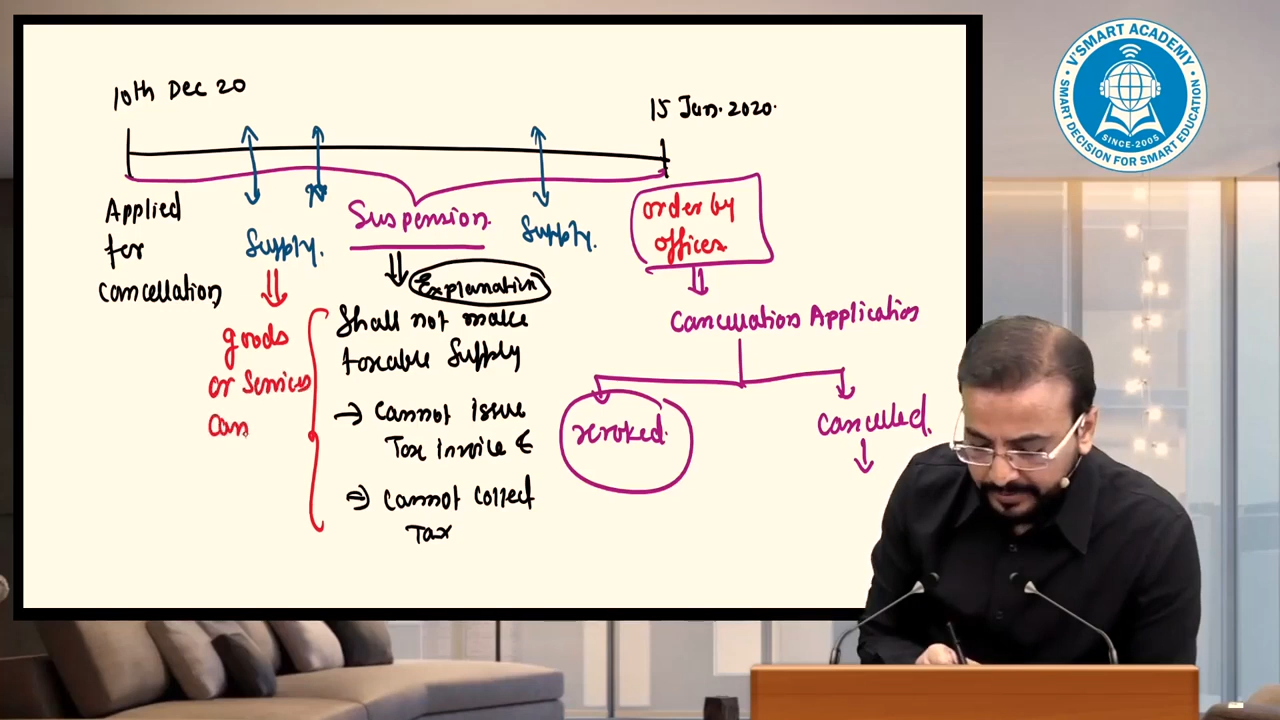 10th Dec 20
15 Jan. 2020.
Applied
for
cancellation
Supply.
Suspension.
Supply.
order by
officer
Explanation
goods
or Services
can
Shall not make
taxable Supply
→ Cannot issue
Tax invoice &
⇒ Cannot collect
Tax
Cancellation Application
revoked.
Cancelled.
V'SMART ACADEMY
SINCE-2005
SMART DECISION FOR SMART EDUCATION